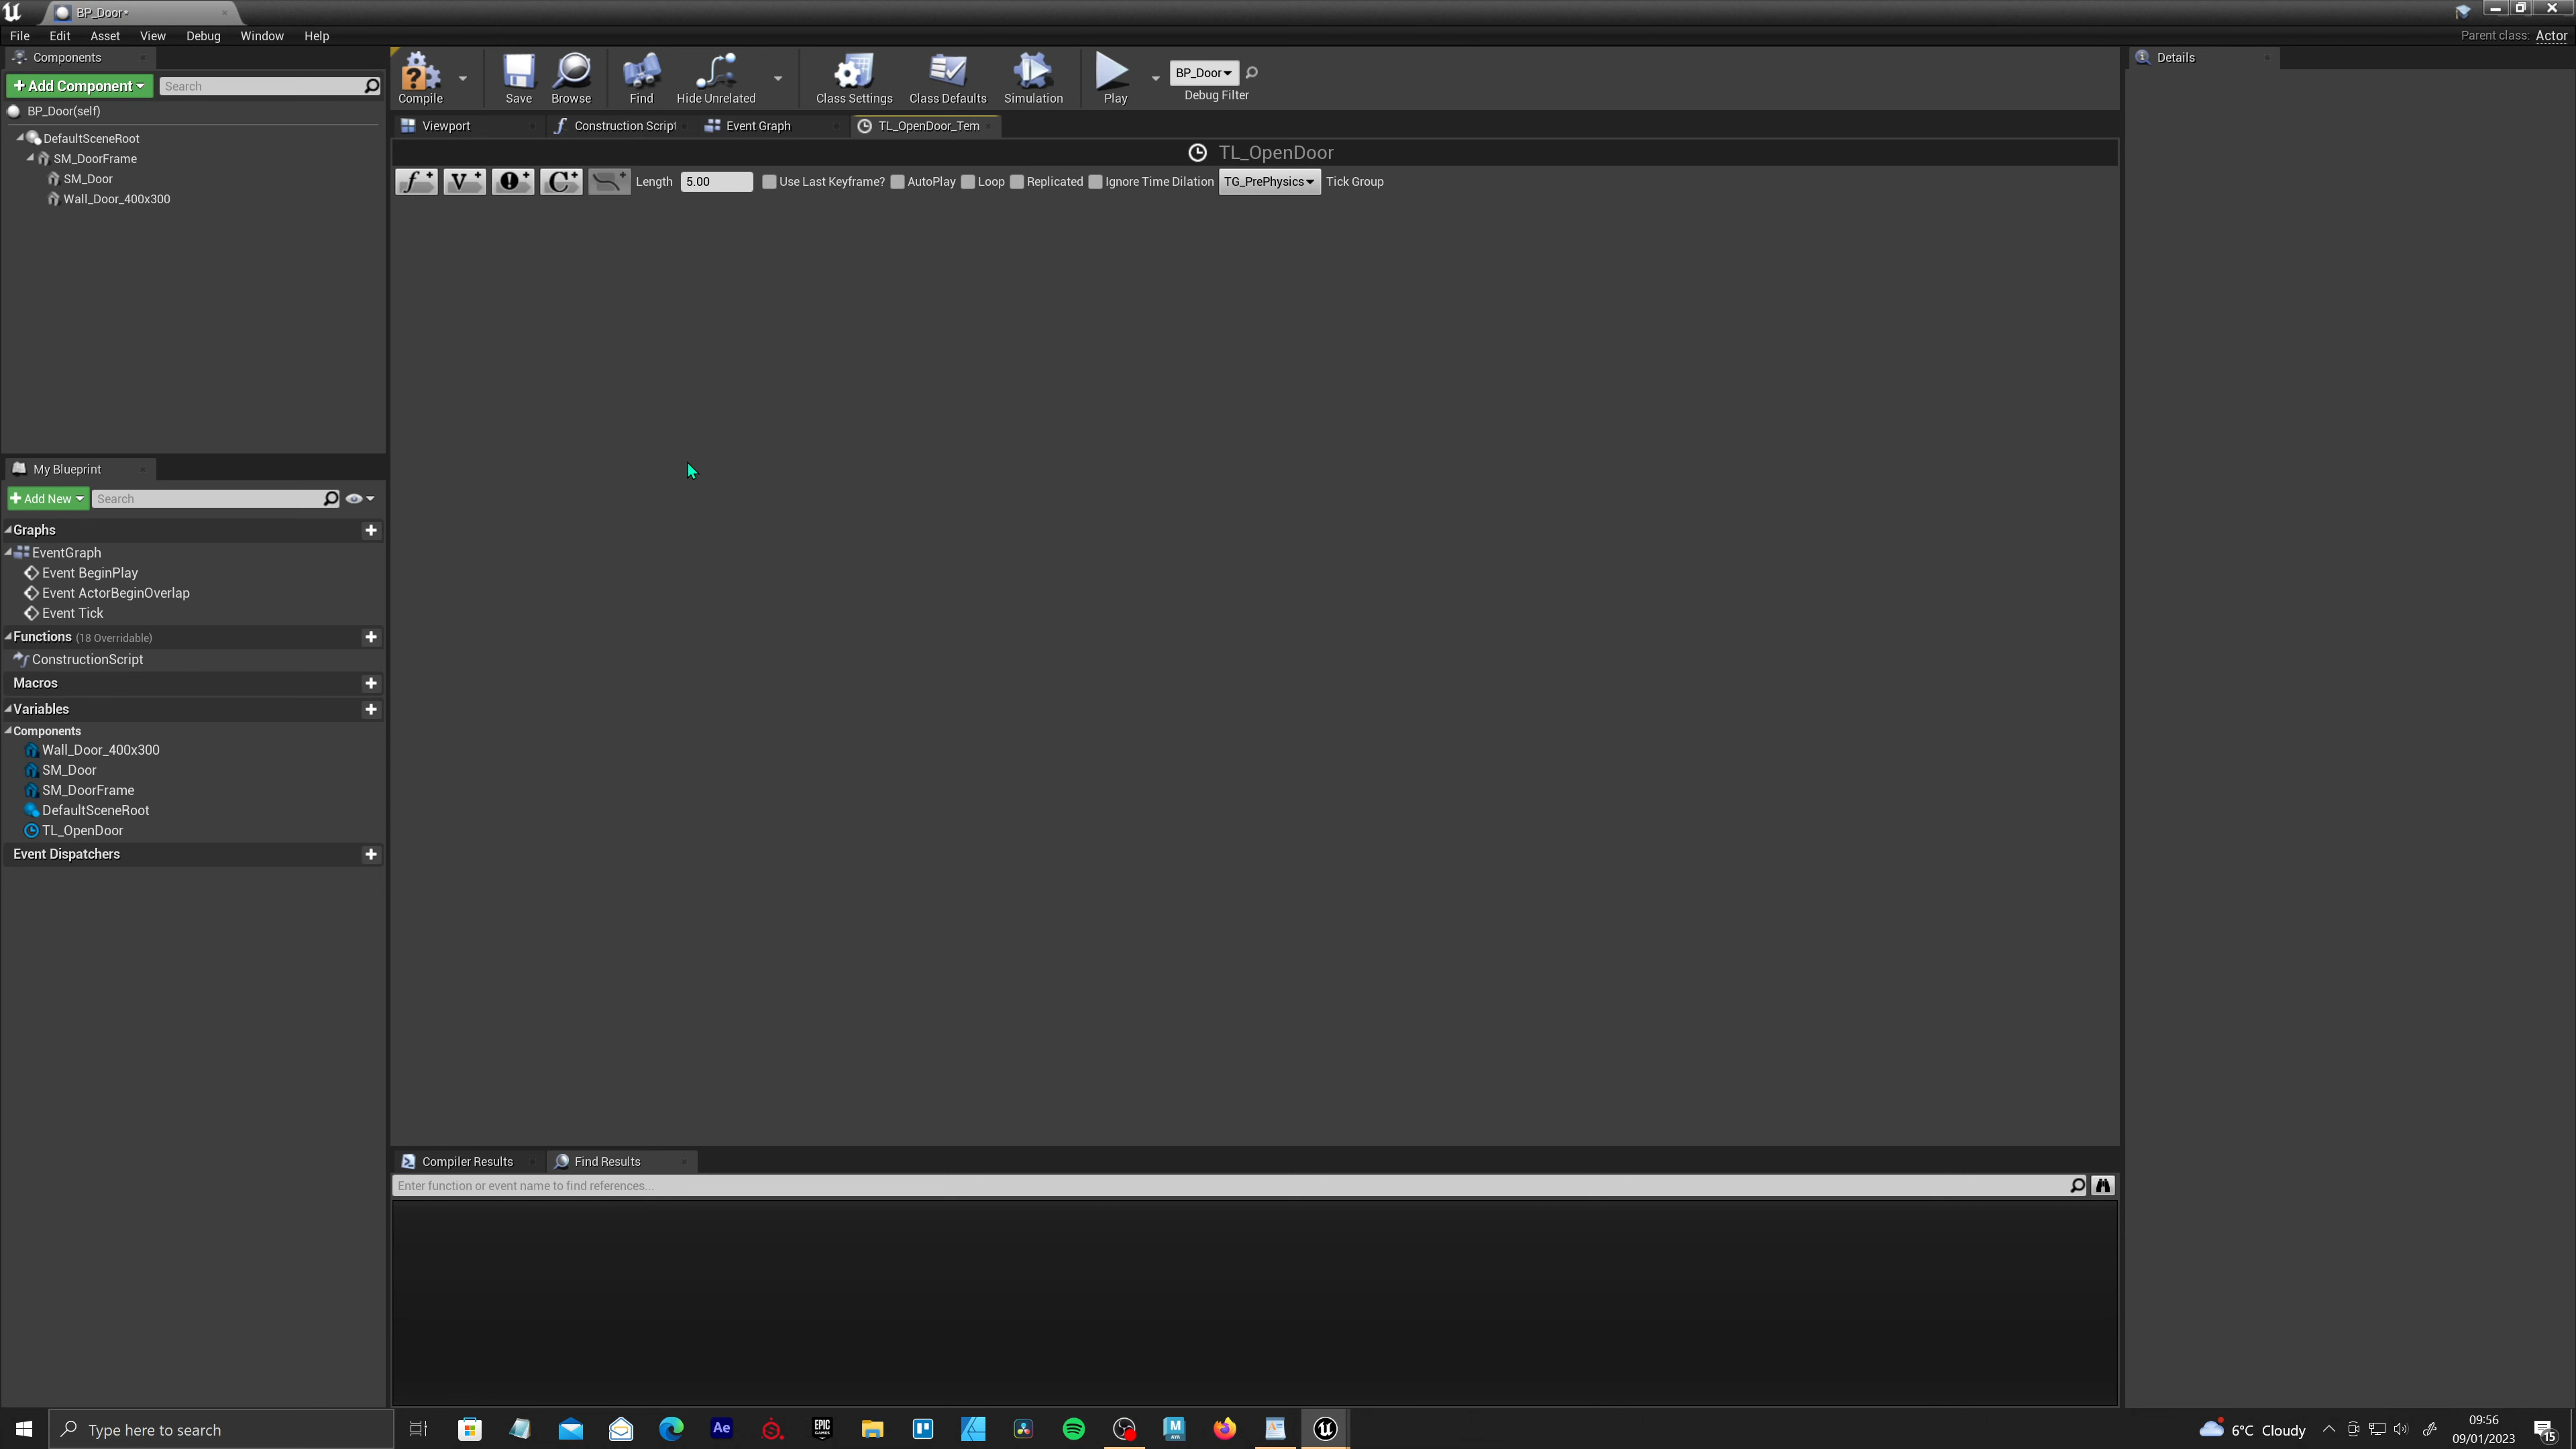 BP_Door*
File Edit Asset View Debug Window Help
Parent class: Actor
Components
+ Add Component
Search
BP_Door(self)
DefaultSceneRoot
SM_DoorFrame
SM_Door
Wall_Door_400x300
Compile
Save
Browse
Find
Hide Unrelated
Class Settings
Class Defaults
Simulation
Play
BP_Door
Debug Filter
Viewport
Construction Script
Event Graph
TL_OpenDoor_Tem
TL_OpenDoor
Length 5.00 Use Last Keyframe? AutoPlay Loop Replicated Ignore Time Dilation TG_PrePhysics Tick Group
Details
My Blueprint
+ Add New
Search
Graphs
EventGraph
Event BeginPlay
Event ActorBeginOverlap
Event Tick
Functions (18 Overridable)
ConstructionScript
Macros
Variables
Components
Wall_Door_400x300
SM_Door
SM_DoorFrame
DefaultSceneRoot
TL_OpenDoor
Event Dispatchers
Compiler Results
Find Results
Enter function or event name to find references...
Type here to search
Ae
EPIC GAMES
M
6°C Cloudy
09:56
09/01/2023
15